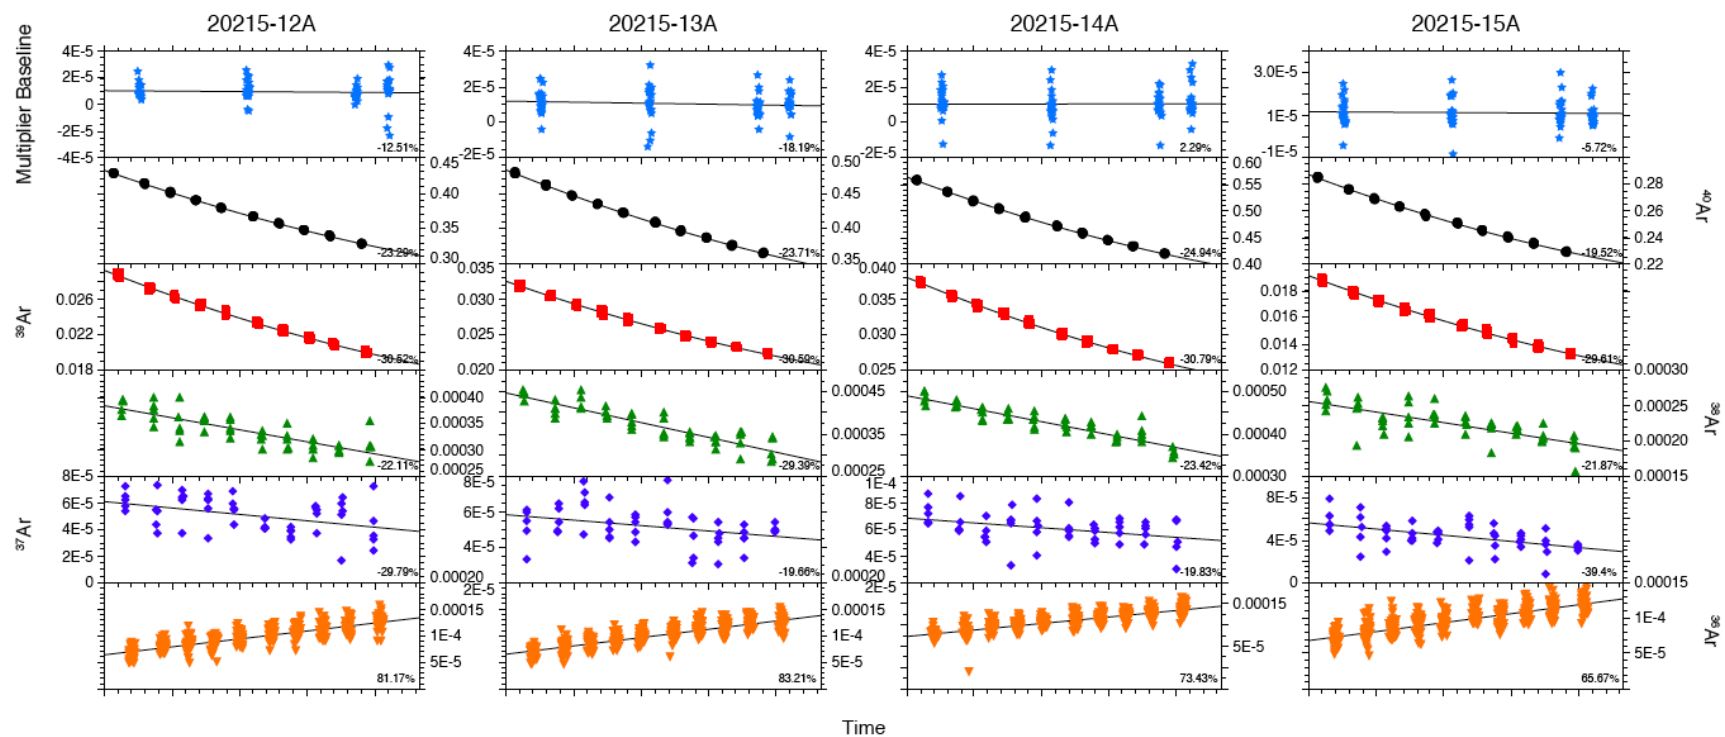 20215-12A 20215-13A 20215-14A 20215-15A
Multiplier Baseline
4E-5 2E-5 0 -2E-5 -4E-5 -12.51%
4E-5 2E-5 0 -2E-5 -18.19%
4E-5 2E-5 0 -2E-5 2.29%
3.0E-5 1E-5 -1E-5 -5.72%
0.45 0.40 0.35 0.30 -23.29%
0.50 0.45 0.40 0.35 -23.71%
0.60 0.55 0.50 0.45 0.40 -24.94%
0.28 0.26 0.24 0.22 -19.52%
⁴⁰Ar
³⁹Ar
0.026 0.022 0.018 -30.52%
0.035 0.030 0.025 0.020 -30.59%
0.040 0.035 0.030 0.025 -30.79%
0.018 0.016 0.014 0.012 -29.61%
0.00040 0.00035 0.00030 0.00025 -22.11%
0.00045 0.00035 0.00025 -29.39%
0.00050 0.00040 0.00030 -23.42%
0.00030 0.00025 0.00020 0.00015 -21.87%
³⁸Ar
³⁷Ar
8E-5 6E-5 4E-5 2E-5 0 -29.79%
8E-5 6E-5 4E-5 2E-5 -19.66%
1E-4 8E-5 6E-5 4E-5 2E-5 -19.83%
8E-5 4E-5 0 -39.4%
0.00020 0.00015 1E-4 5E-5 81.17%
0.00020 0.00015 1E-4 5E-5 83.21%
0.00015 5E-5 73.43%
0.00015 1E-4 5E-5 65.67%
³⁶Ar
Time